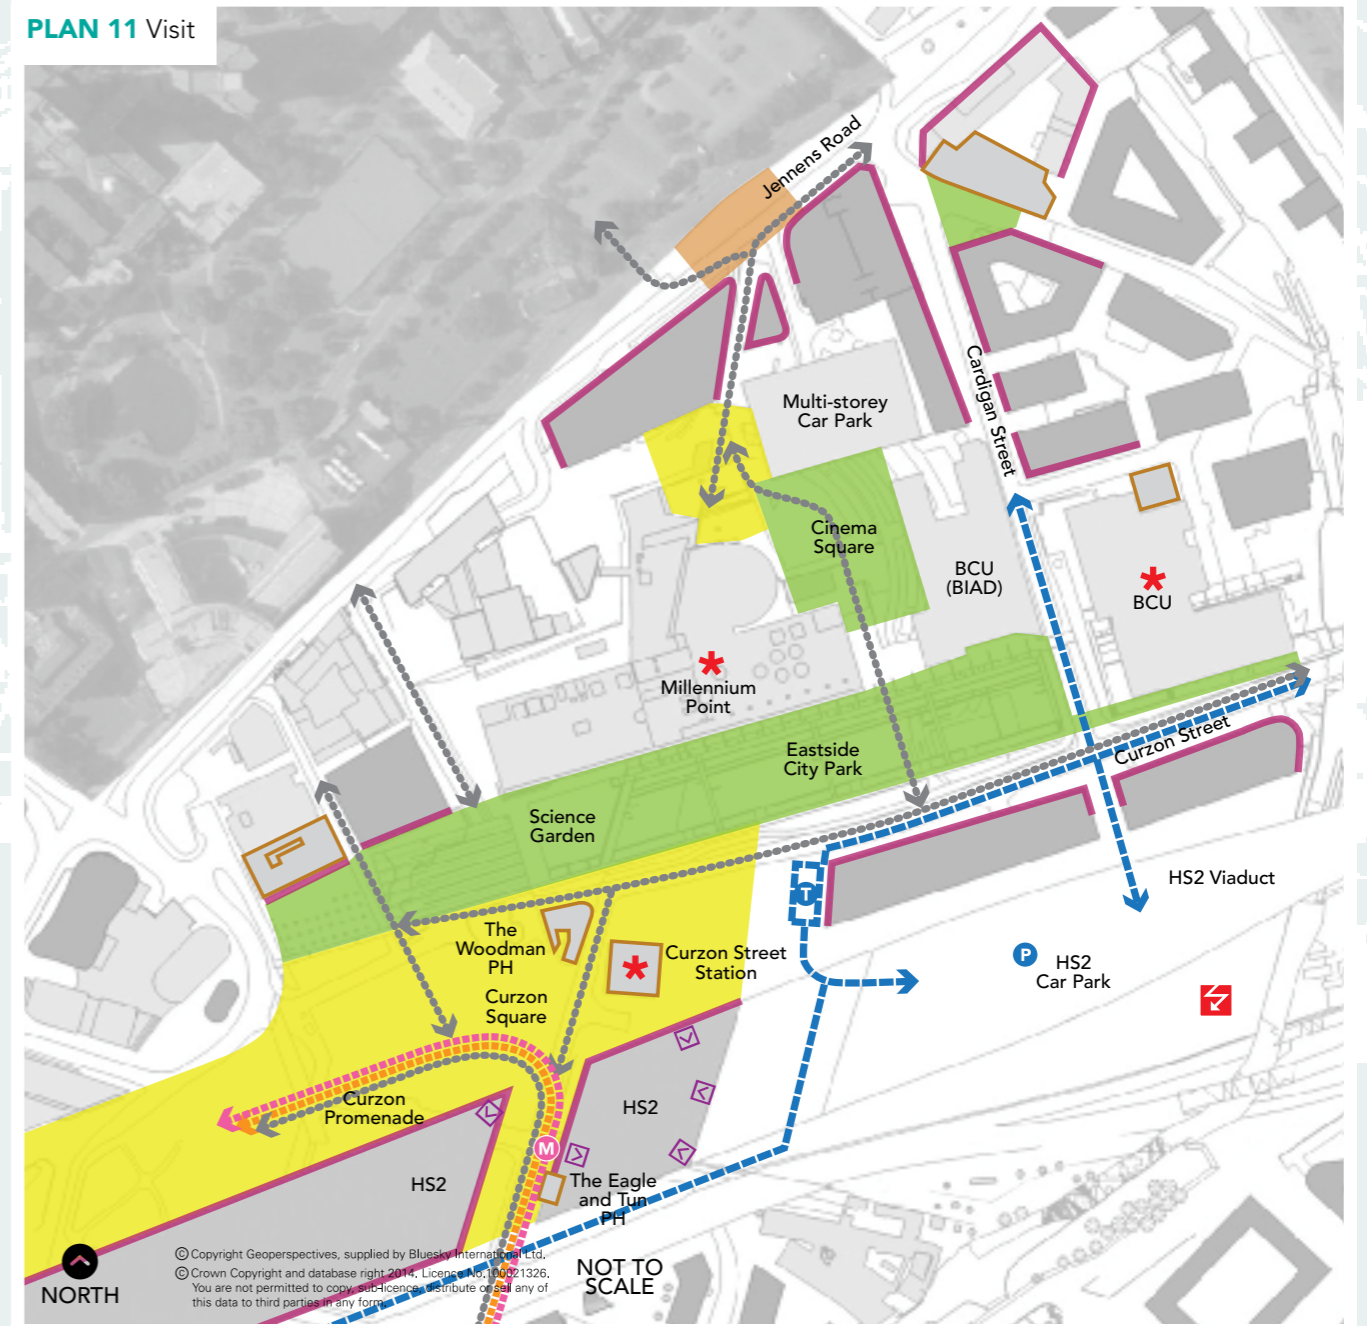 PLAN 11 Visit
Jennens Road
Cardigan Street
Multi-storey
Car Park
Cinema
Square
BCU
(BIAD)
BCU
Millennium
Point
Eastside
City Park
Curzon Street
Science
Garden
T
HS2 Viaduct
The
Woodman
PH
Curzon Street
Station
P
HS2
Car Park
Curzon
Square
Curzon
Promenade
HS2
M
HS2
The Eagle
and Tun
PH
© Copyright Geoperspectives, supplied by Bluesky International Ltd.
© Crown Copyright and database right 2014. Licence No.100021326.
You are not permitted to copy, sub-licence, distribute or sell any of
this data to third parties in any form.
NORTH
NOT TO
SCALE